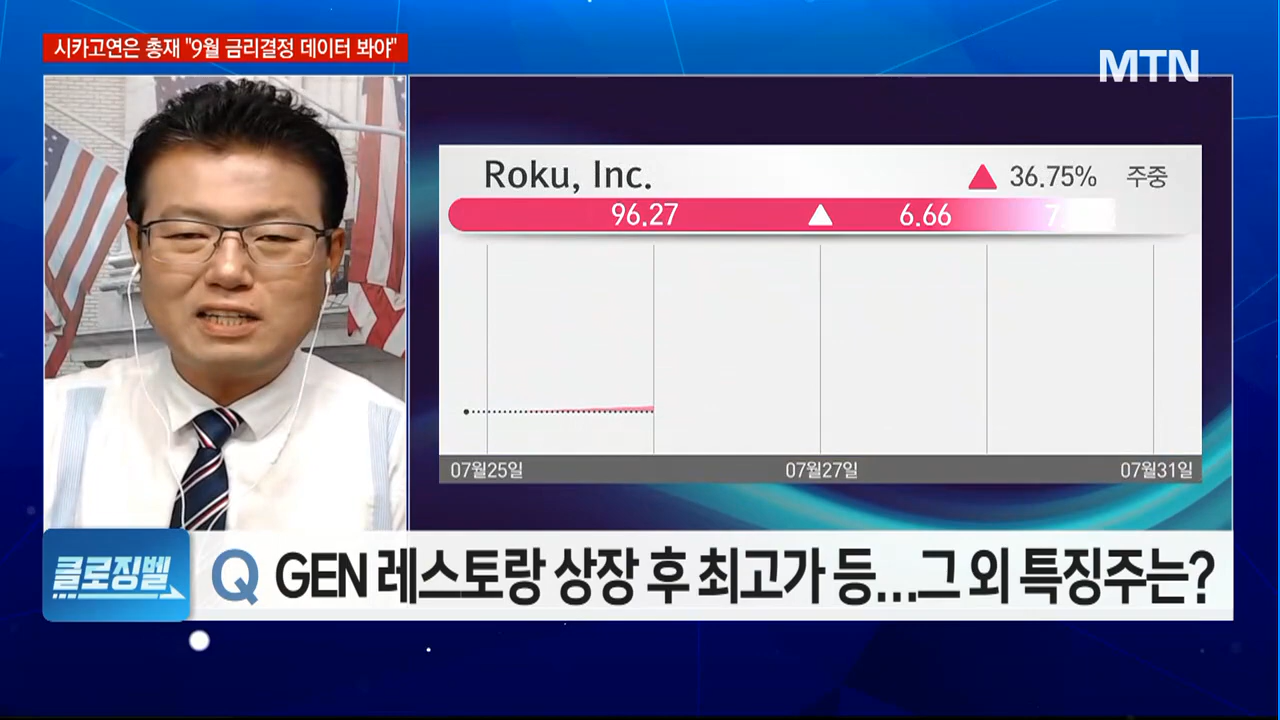 시카고연은 총재 "9월 금리결정 데이터 봐야"
MTN
Roku, Inc. ▲ 36.75% 주중
96.27 △ 6.66 7
07월25일 07월27일 07월31일
클로징벨
Q GEN 레스토랑 상장 후 최고가 등...그 외 특징주는?